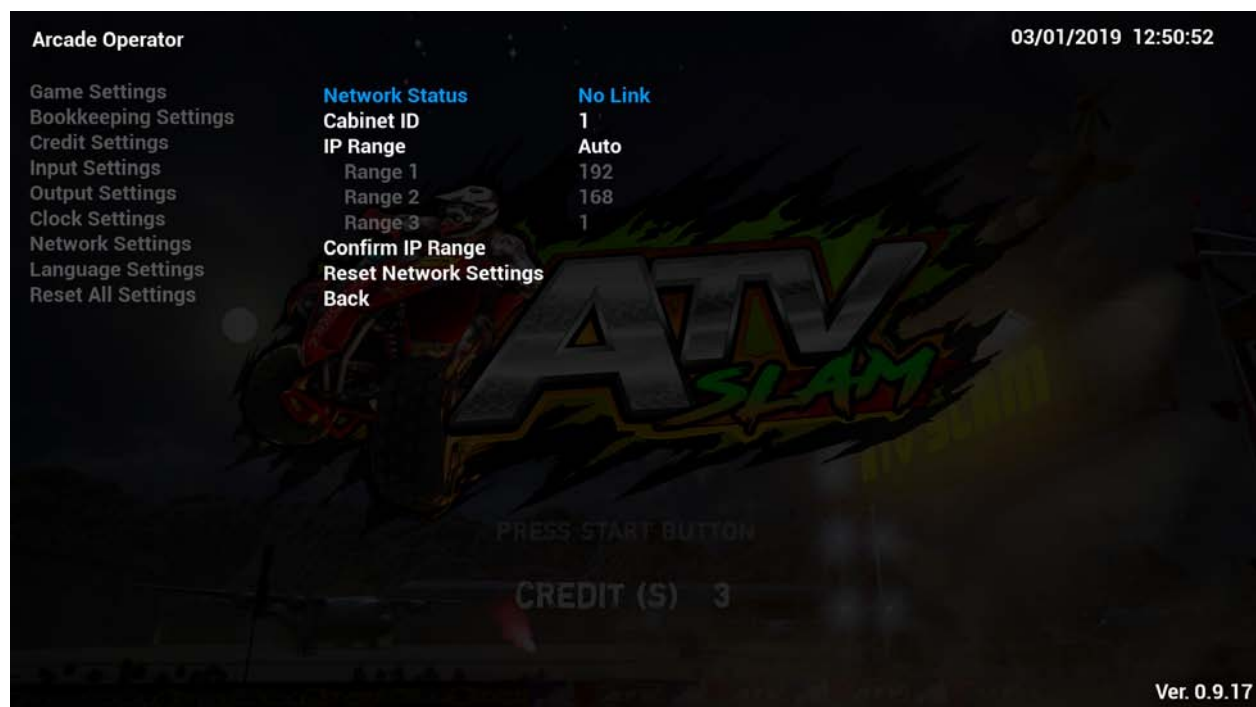 Arcade Operator
03/01/2019 12:50:52
Game Settings
Bookkeeping Settings
Credit Settings
Input Settings
Output Settings
Clock Settings
Network Settings
Language Settings
Reset All Settings
Network Status No Link
Cabinet ID 1
IP Range Auto
Range 1 192
Range 2 168
Range 3 1
Confirm IP Range
Reset Network Settings
Back
ATV
SLAM
PRESS START BUTTON
CREDIT (S) 3
Ver. 0.9.17